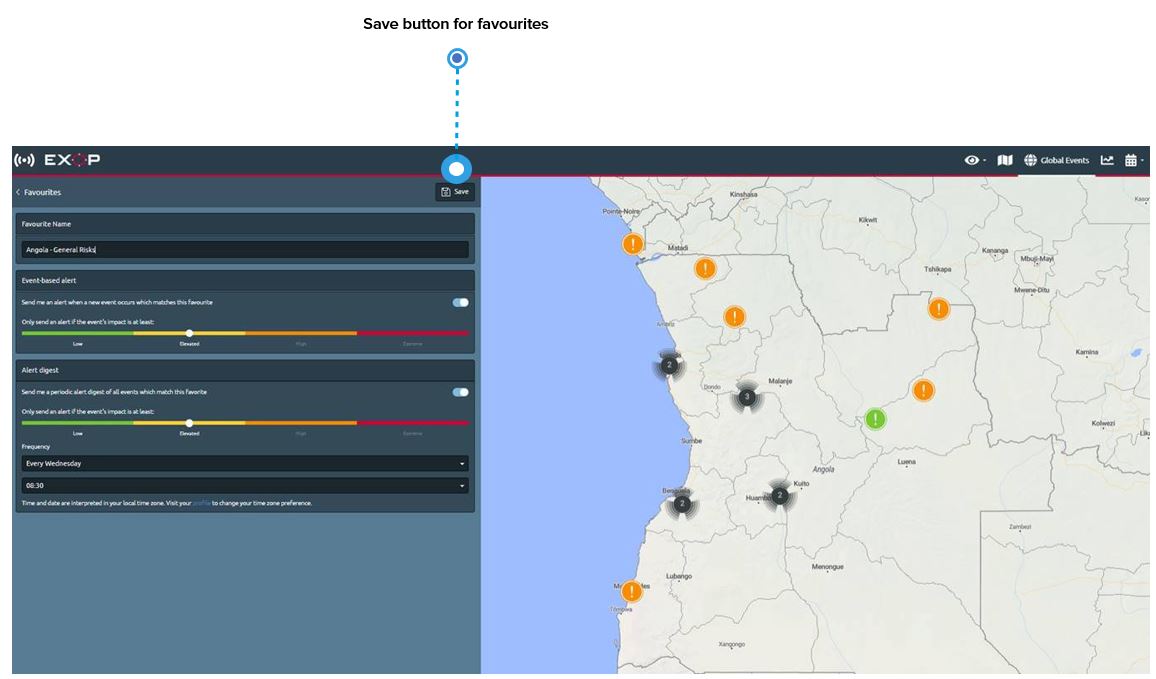 Save button for favourites
EXOP
Global Events
Favourites
Save
Favourite Name
Angola - General Risks
Event-based alert
Send me an alert when a new event occurs which matches this favourite
Only send an alert if the event's impact is at least:
Low Elevated High Extreme
Alert digest
Send me a periodic alert digest of all events which match this favorite
Only send an alert if the event's impact is at least:
Low Elevated High Extreme
Frequency
Every Wednesday
08:30
Time and date are interpreted in your local time zone. Visit your profile to change your time zone preference.
Kinshasa
Pointe-Noire
Kikwit
Matadi
Kananga
Mbuji-Mayi
Tshikapa
Mwene-Ditu
Ambriz
Kamina
2
Malanje
Dondo
3
Kolwezi
Sumbe
Luena
Angola
Kuito
Benguela
Huambo
2
2
Zambezi
Menongue
Lubango
Tômbwa
Xangongo